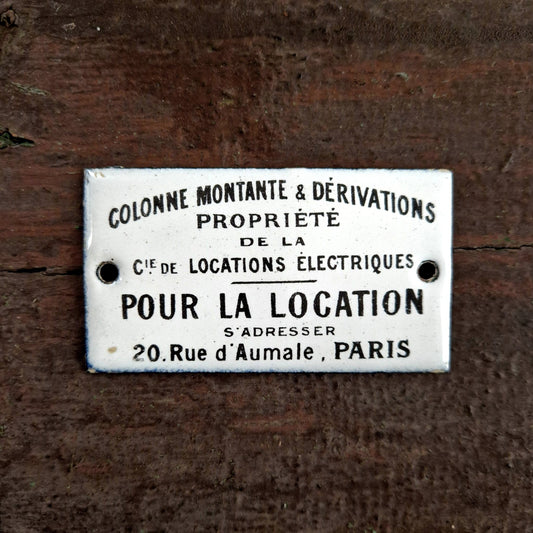 COLONNE MONTANTE & DÉRIVATIONS
PROPRIÉTÉ
DE LA
CIE DE LOCATIONS ÉLECTRIQUES
POUR LA LOCATION
S'ADRESSER
20. Rue d'Aumale, PARIS